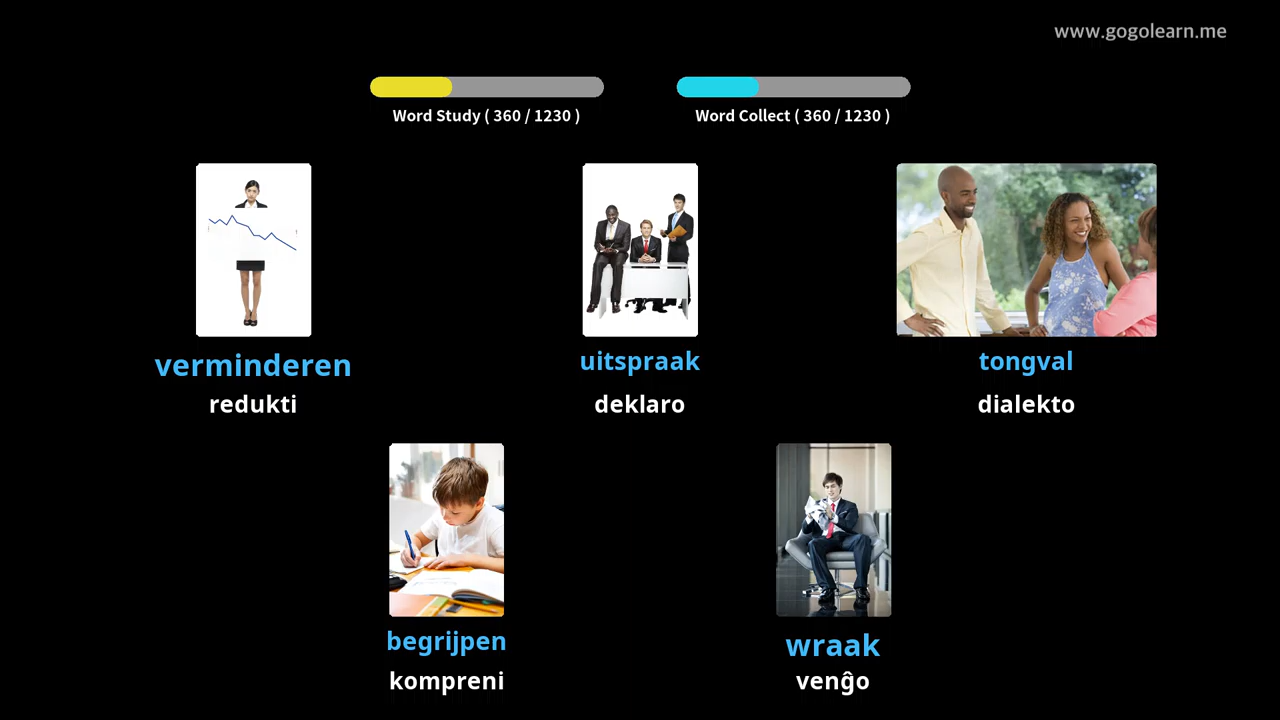 www.gogolearn.me
Word Study ( 360 / 1230 )
Word Collect ( 360 / 1230 )
verminderen
redukti
uitspraak
deklaro
tongval
dialekto
begrijpen
kompreni
wraak
venĝo